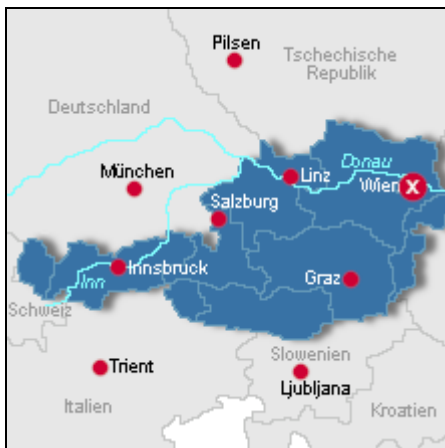 Pilsen
Tschechische
Republik
Deutschland
München
Donau
Linz
Wien
X
Salzburg
Inn
Innsbruck
Graz
Schweiz
Trient
Slowenien
Ljubljana
Italien
Kroatien